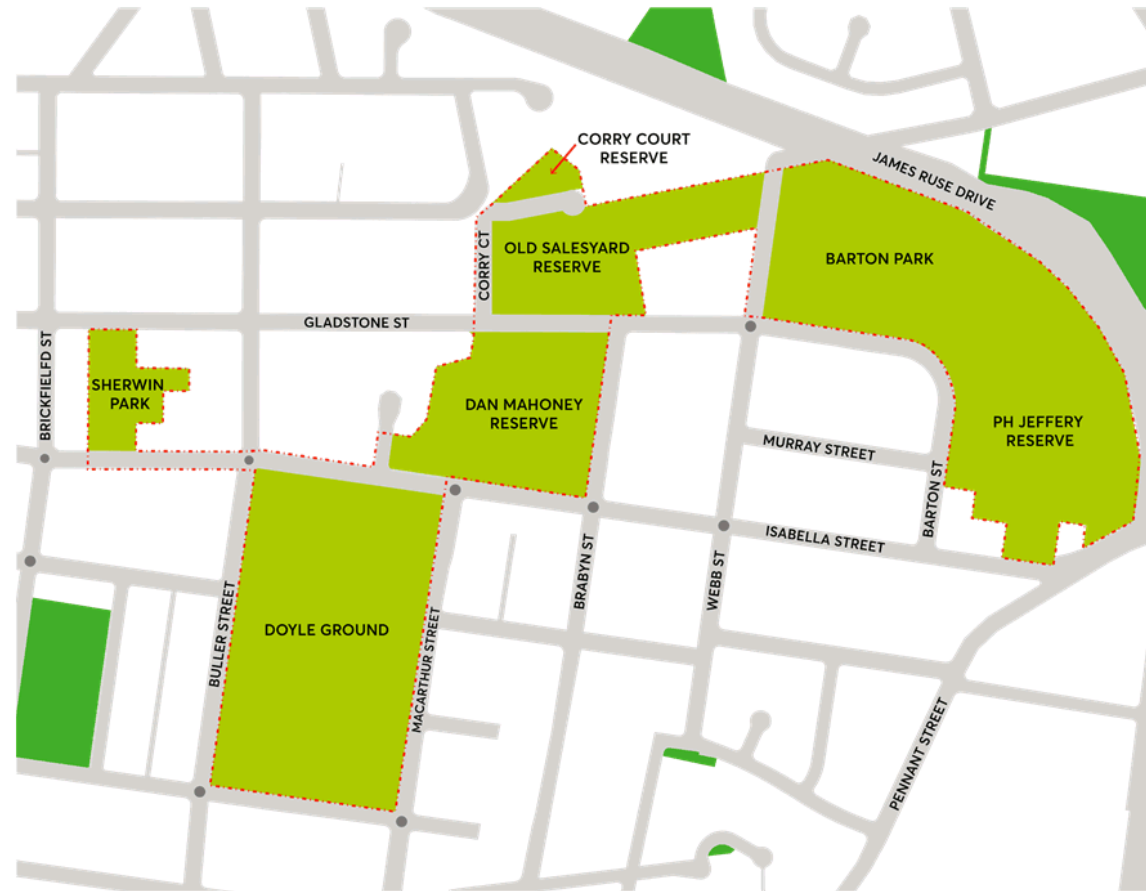 CORRY COURT
RESERVE
JAMES RUSE DRIVE
CORRY CT
OLD SALESYARD
RESERVE
BARTON PARK
GLADSTONE ST
BRICKFIELFD ST
SHERWIN
PARK
DAN MAHONEY
RESERVE
PH JEFFERY
RESERVE
MURRAY STREET
BARTON ST
ISABELLA STREET
BRABYN ST
WEBB ST
BULLER STREET
DOYLE GROUND
MACARTHUR STREET
PENNANT STREET